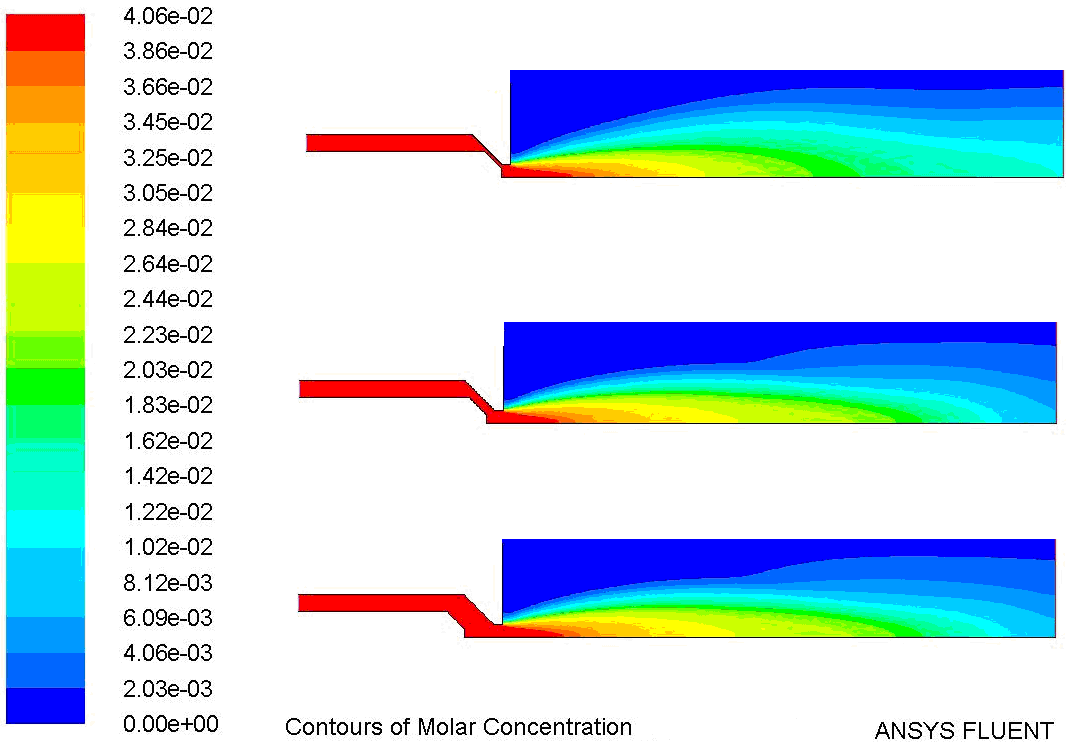 4.06e-02
3.86e-02
3.66e-02
3.45e-02
3.25e-02
3.05e-02
2.84e-02
2.64e-02
2.44e-02
2.23e-02
2.03e-02
1.83e-02
1.62e-02
1.42e-02
1.22e-02
1.02e-02
8.12e-03
6.09e-03
4.06e-03
2.03e-03
0.00e+00
Contours of Molar Concentration
ANSYS FLUENT